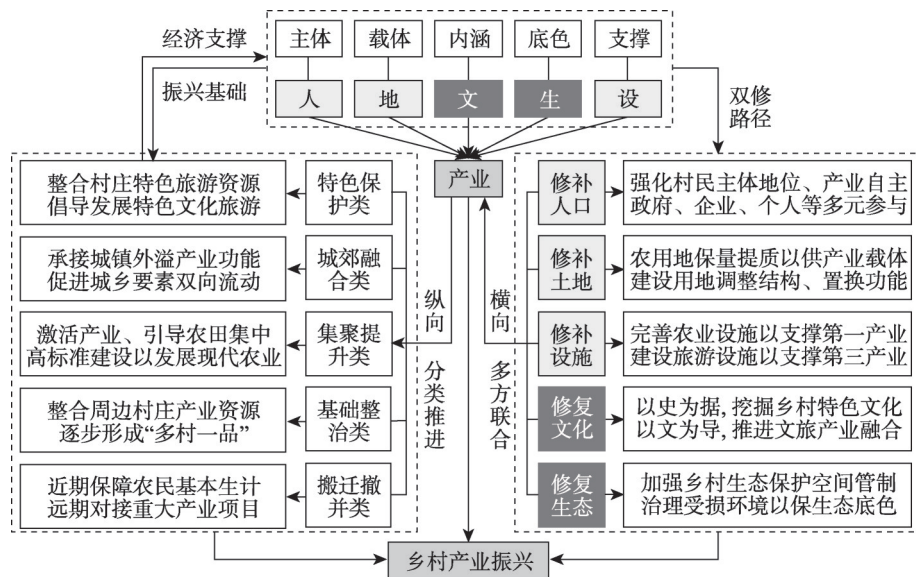 经济支撑
振兴基础
主体
载体
内涵
底色
支撑
人
地
文
生
设
双修
路径
产业
整合村庄特色旅游资源
倡导发展特色文化旅游
特色保
护类
承接城镇外溢产业功能
促进城乡要素双向流动
城郊融
合类
激活产业、引导农田集中
高标准建设以发展现代农业
集聚提
升类
整合周边村庄产业资源
逐步形成“多村一品”
基础整
治类
近期保障农民基本生计
远期对接重大产业项目
搬迁撤
并类
纵向
分类推进
横向
多方联合
修补
人口
强化村民主体地位、产业自主
政府、企业、个人等多元参与
修补
土地
农用地保量提质以供产业载体
建设用地调整结构、置换功能
修补
设施
完善农业设施以支撑第一产业
建设旅游设施以支撑第三产业
修复
文化
以史为据, 挖掘乡村特色文化
以文为导, 推进文旅产业融合
修复
生态
加强乡村生态保护空间管制
治理受损环境以保生态底色
乡村产业振兴